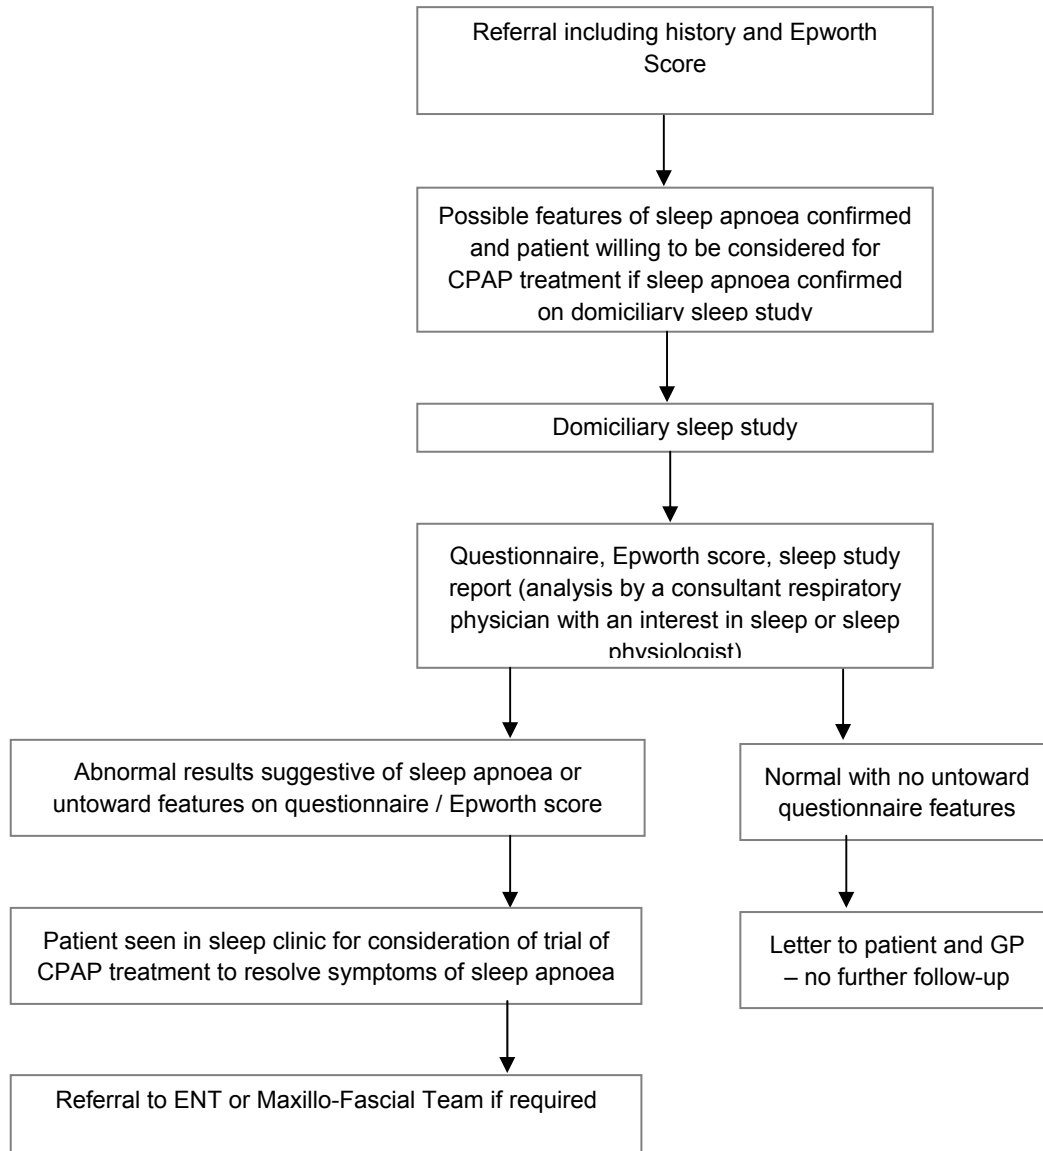 Referral including history and Epworth
Score
Possible features of sleep apnoea confirmed
and patient willing to be considered for
CPAP treatment if sleep apnoea confirmed
on domiciliary sleep study
Domiciliary sleep study
Questionnaire, Epworth score, sleep study
report (analysis by a consultant respiratory
physician with an interest in sleep or sleep
physiologist)
Abnormal results suggestive of sleep apnoea or
untoward features on questionnaire / Epworth score
Normal with no untoward
questionnaire features
Patient seen in sleep clinic for consideration of trial of
CPAP treatment to resolve symptoms of sleep apnoea
Letter to patient and GP
– no further follow-up
Referral to ENT or Maxillo-Fascial Team if required